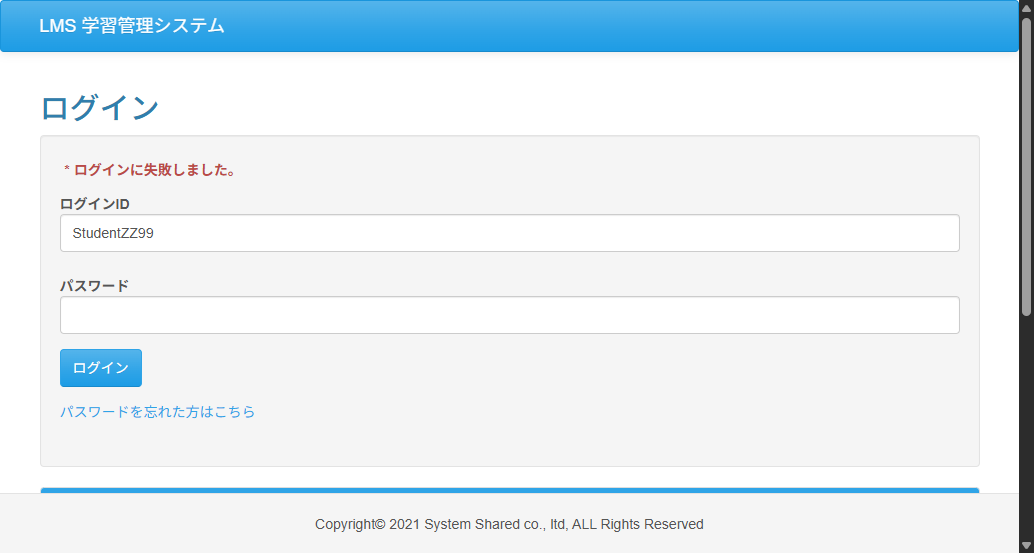 LMS 学習管理システム
ログイン
* ログインに失敗しました。
ログインID
StudentZZ99
パスワード
ログイン
パスワードを忘れた方はこちら
Copyright© 2021 System Shared co., ltd, ALL Rights Reserved